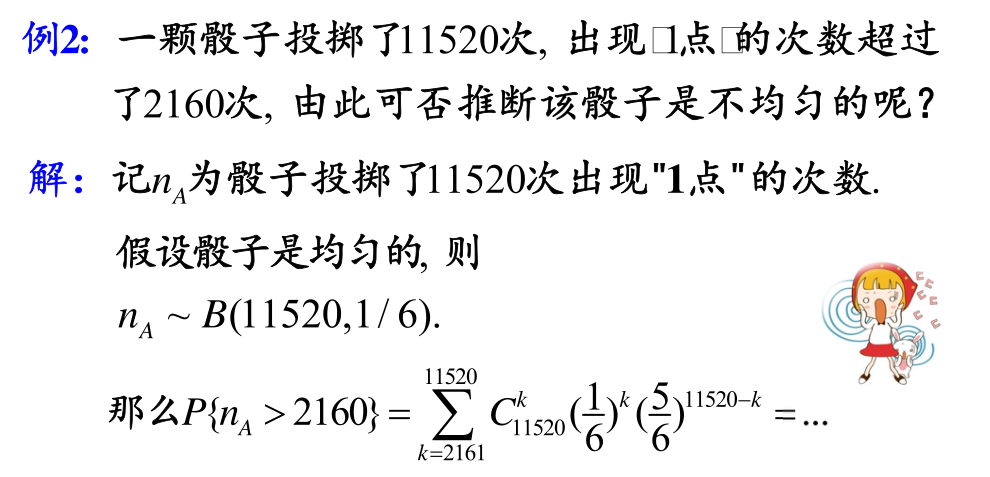 例2: 一颗骰子投掷了11520次, 出现□1点□的次数超过
了2160次, 由此可否推断该骰子是不均匀的呢？
解：记n_A为骰子投掷了11520次出现"1点"的次数.
假设骰子是均匀的, 则
n_A ~ B(11520,1/ 6).
那么P{n_A > 2160} = \sum_{k=2161}^{11520} C_{11520}^{k} (\frac{1}{6})^k (\frac{5}{6})^{11520-k} = ...